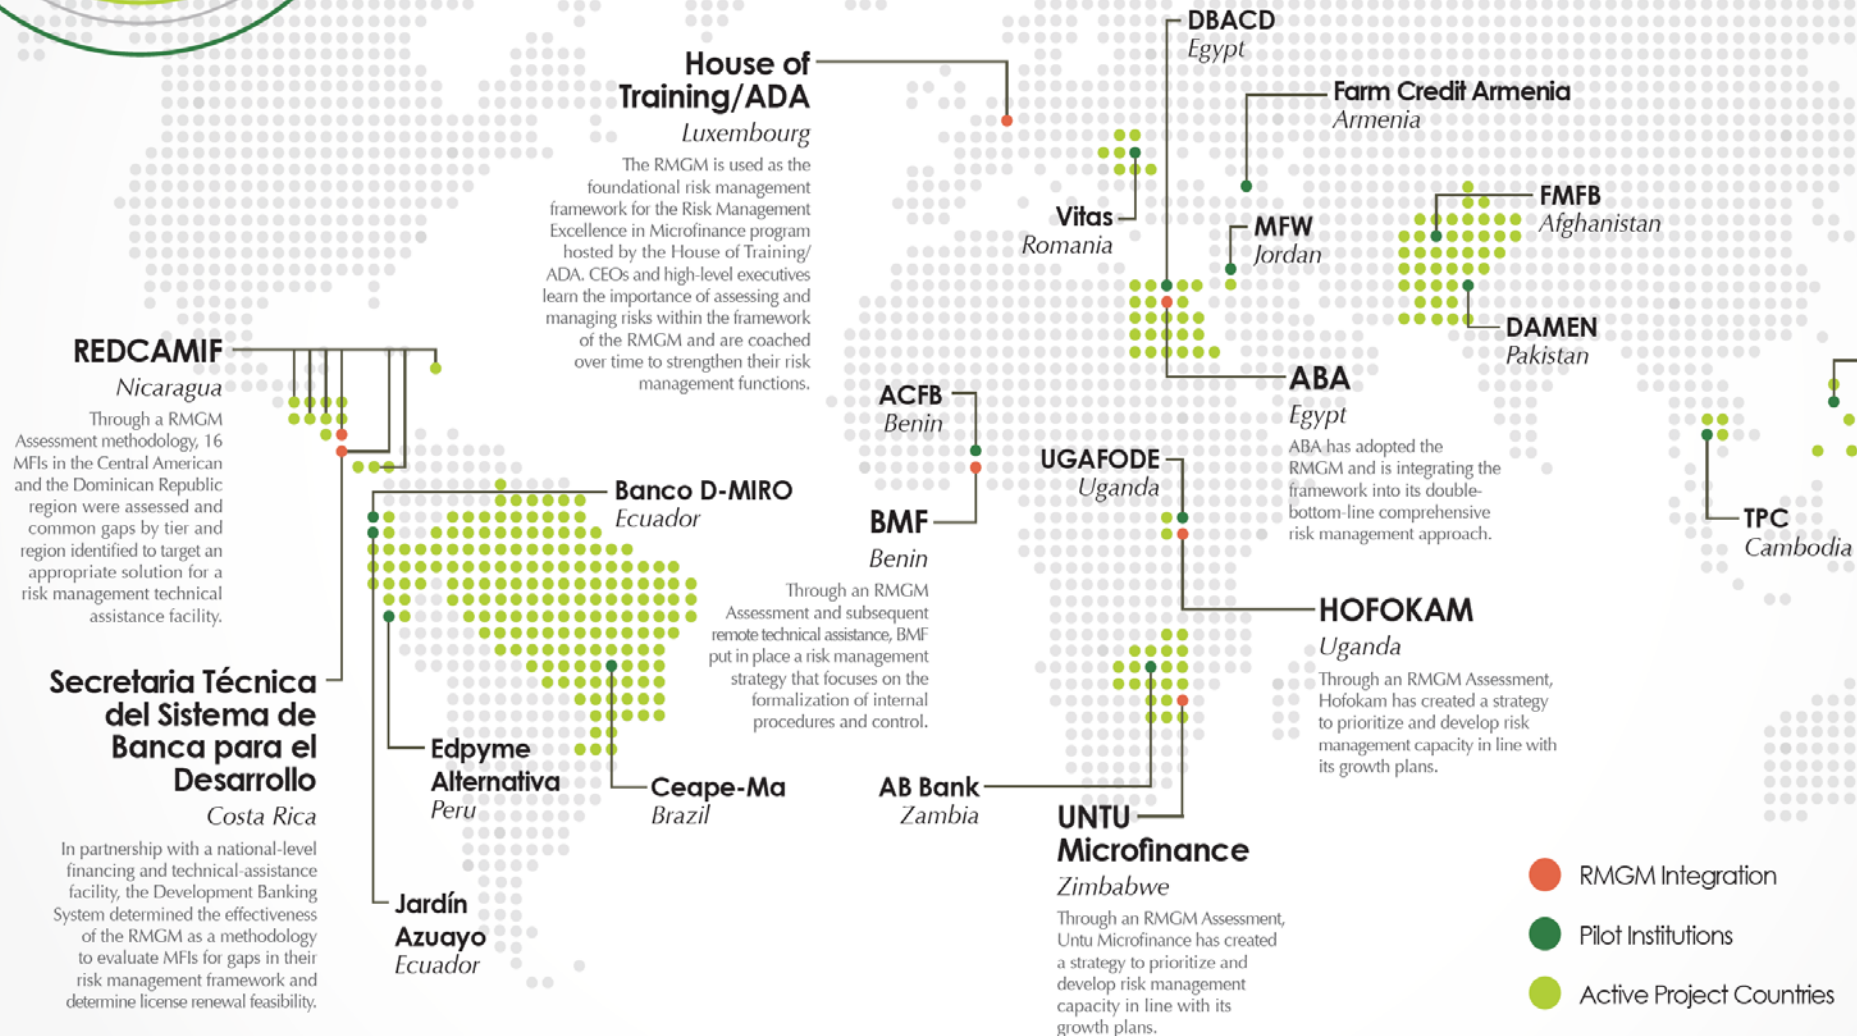 DBACD
Egypt
House of
Training/ADA
Luxembourg
The RMGM is used as the
foundational risk management
framework for the Risk Management
Excellence in Microfinance program
hosted by the House of Training/
ADA. CEOs and high-level executives
learn the importance of assessing and
managing risks within the framework
of the RMGM and are coached
over time to strengthen their risk
management functions.
Farm Credit Armenia
Armenia
Vitas
Romania
MFW
Jordan
FMFB
Afghanistan
DAMEN
Pakistan
REDCAMIF
Nicaragua
Through a RMGM
Assessment methodology, 16
MFIs in the Central American
and the Dominican Republic
region were assessed and
common gaps by tier and
region identified to target an
appropriate solution for a
risk management technical
assistance facility.
ACFB
Benin
ABA
Egypt
ABA has adopted the
RMGM and is integrating the
framework into its double-
bottom-line comprehensive
risk management approach.
UGAFODE
Uganda
Banco D-MIRO
Ecuador
BMF
Benin
Through an RMGM
Assessment and subsequent
remote technical assistance, BMF
put in place a risk management
strategy that focuses on the
formalization of internal
procedures and control.
TPC
Cambodia
HOFOKAM
Uganda
Through an RMGM Assessment,
Hofokam has created a strategy
to prioritize and develop risk
management capacity in line with
its growth plans.
Secretaria Técnica
del Sistema de
Banca para el
Desarrollo
Costa Rica
In partnership with a national-level
financing and technical-assistance
facility, the Development Banking
System determined the effectiveness
of the RMGM as a methodology
to evaluate MFIs for gaps in their
risk management framework and
determine license renewal feasibility.
Edpyme
Alternativa
Peru
Ceape-Ma
Brazil
AB Bank
Zambia
UNTU
Microfinance
Zimbabwe
Through an RMGM Assessment,
Untu Microfinance has created
a strategy to prioritize and
develop risk management
capacity in line with its
growth plans.
Jardín
Azuayo
Ecuador
RMGM Integration
Pilot Institutions
Active Project Countries